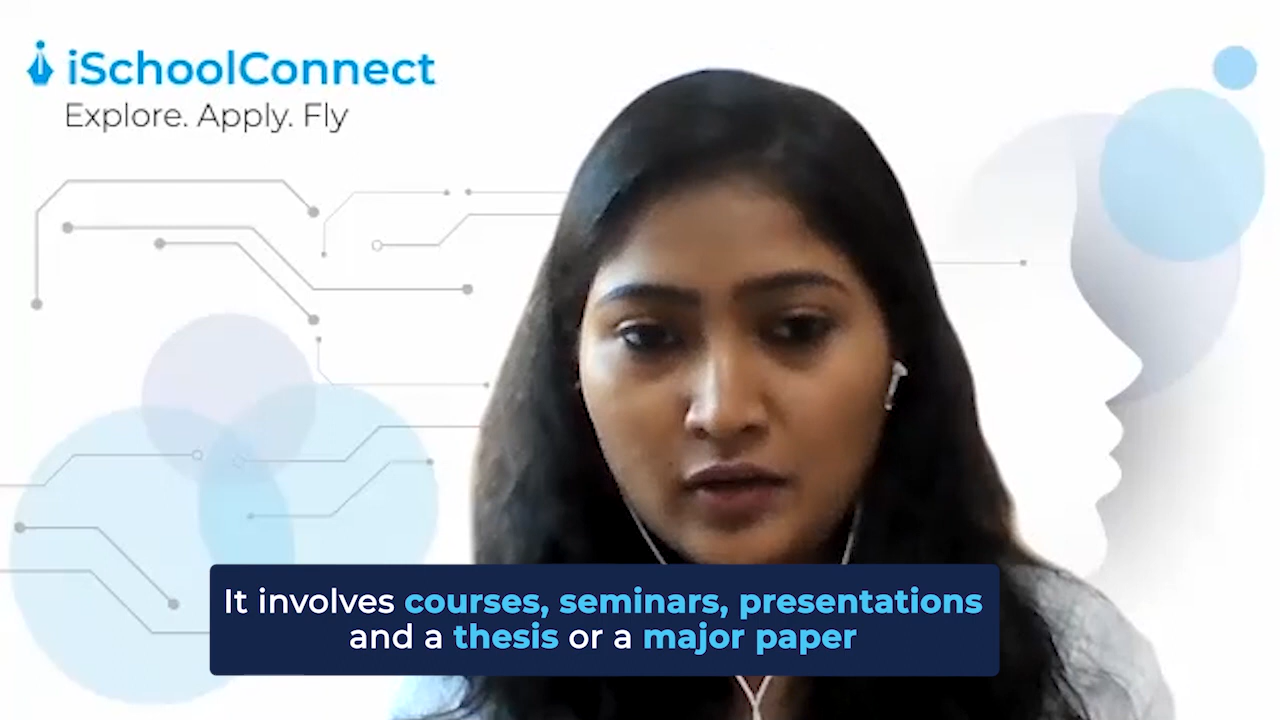 iSchoolConnect
Explore. Apply. Fly
It involves courses, seminars, presentations
and a thesis or a major paper